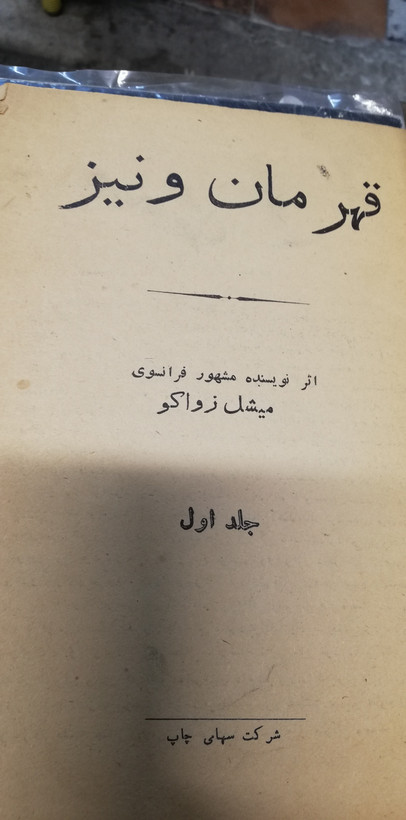 قهرمان ونیز
اثر نویسنده مشهور فرانسوی
میشل زواکو
جلد اول
شرکت سهامی چاپ